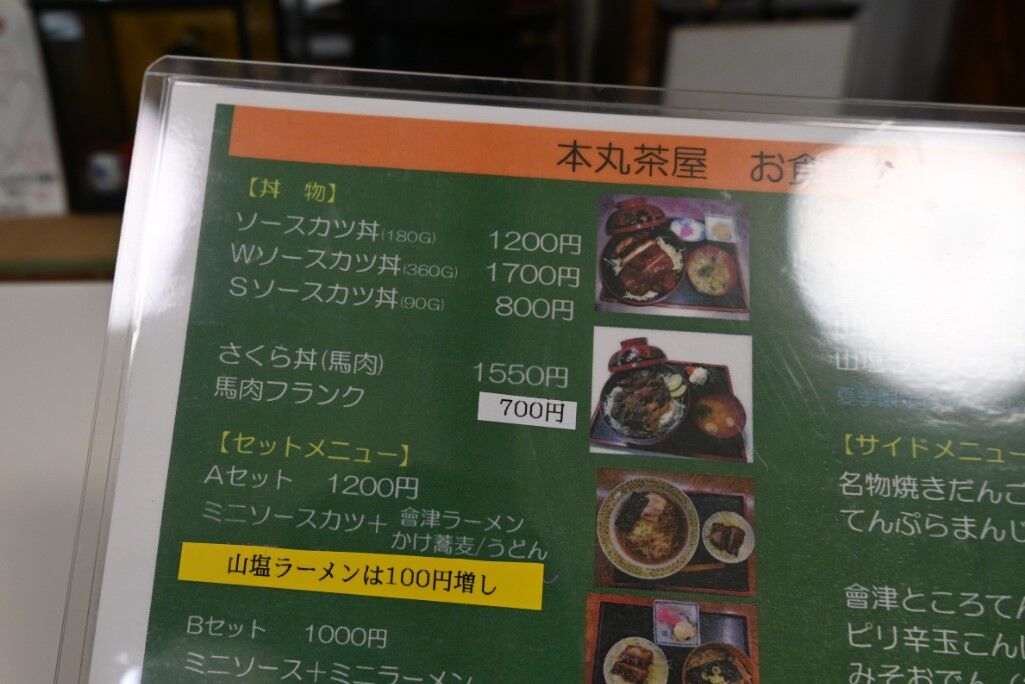 本丸茶屋 お食
【丼 物】
ソースカツ丼(180G) 1200円
Wソースカツ丼(360G) 1700円
Sソースカツ丼(90G) 800円
さくら丼(馬肉) 1550円
馬肉フランク 700円
【セットメニュー】
Aセット 1200円
ミニソースカツ+ 會津ラーメン
かけ蕎麦/うどん
山塩ラーメンは100円増し
Bセット 1000円
ミニソース+ミニラーメン
山塩
【サイドメニュー
名物焼きだんご
てんぷらまんじ
會津ところてん
ピリ辛玉こん
みそおでん